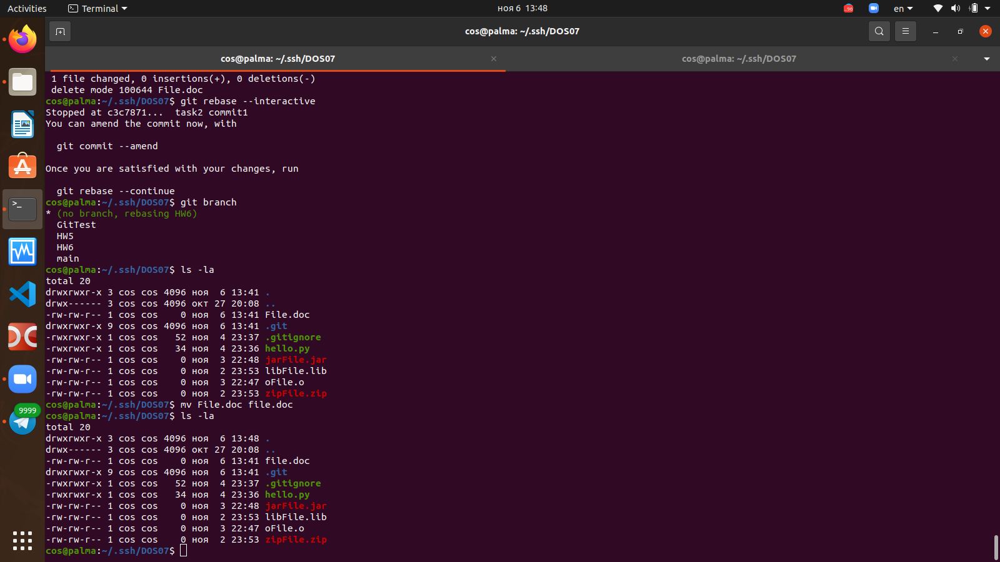 Activities Terminal ноя 6 13:48 96 en
cos@palma: ~/.ssh/DOS07
cos@palma: ~/.ssh/DOS07 × cos@palma: ~/.ssh/DOS07 ×
1 file changed, 0 insertions(+), 0 deletions(-)
delete mode 100644 File.doc
cos@palma:~/.ssh/DOS07$ git rebase --interactive
Stopped at c3c7871...  task2 commit1
You can amend the commit now, with
git commit --amend
Once you are satisfied with your changes, run
git rebase --continue
cos@palma:~/.ssh/DOS07$ git branch
* (no branch, rebasing HW6)
GitTest
HW5
HW6
main
cos@palma:~/.ssh/DOS07$ ls -la
total 20
drwxrwxr-x 3 cos cos 4096 ноя  6 13:41 .
drwx------ 3 cos cos 4096 окт 27 20:08 ..
-rw-rw-r-- 1 cos cos    0 ноя  6 13:41 File.doc
drwxrwxr-x 9 cos cos 4096 ноя  6 13:41 .git
-rwxrwxr-x 1 cos cos   52 ноя  4 23:37 .gitignore
-rwxrwxr-x 1 cos cos   34 ноя  4 23:36 hello.py
-rw-rw-r-- 1 cos cos    0 ноя  3 22:48 jarFile.jar
-rw-rw-r-- 1 cos cos    0 ноя  2 23:53 libFile.lib
-rw-rw-r-- 1 cos cos    0 ноя  3 22:47 oFile.o
-rw-rw-r-- 1 cos cos    0 ноя  2 23:53 zipFile.zip
cos@palma:~/.ssh/DOS07$ mv File.doc file.doc
cos@palma:~/.ssh/DOS07$ ls -la
total 20
drwxrwxr-x 3 cos cos 4096 ноя  6 13:48 .
drwx------ 3 cos cos 4096 окт 27 20:08 ..
-rw-rw-r-- 1 cos cos    0 ноя  6 13:41 file.doc
drwxrwxr-x 9 cos cos 4096 ноя  6 13:41 .git
-rwxrwxr-x 1 cos cos   52 ноя  4 23:37 .gitignore
-rwxrwxr-x 1 cos cos   34 ноя  4 23:36 hello.py
-rw-rw-r-- 1 cos cos    0 ноя  3 22:48 jarFile.jar
-rw-rw-r-- 1 cos cos    0 ноя  2 23:53 libFile.lib
-rw-rw-r-- 1 cos cos    0 ноя  3 22:47 oFile.o
-rw-rw-r-- 1 cos cos    0 ноя  2 23:53 zipFile.zip
cos@palma:~/.ssh/DOS07$
9999